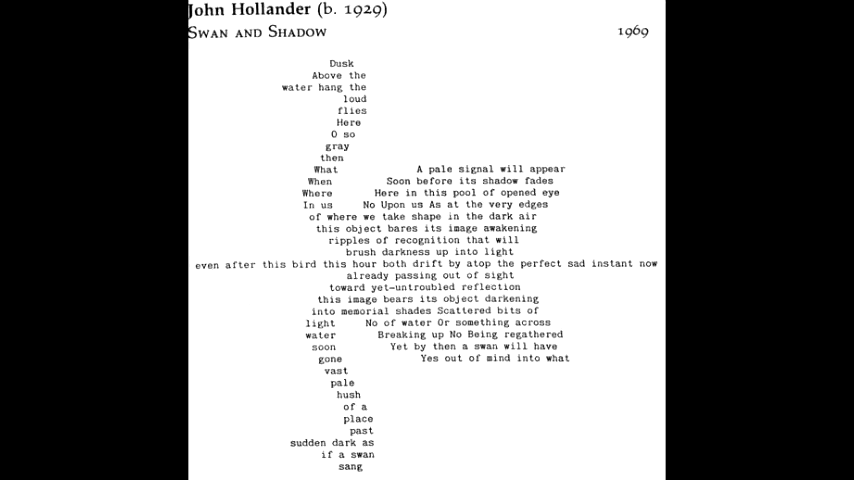 John Hollander (b. 1929)
Swan and Shadow 1969
Dusk
Above the
water hang the
loud
flies
Here
O so
gray
then
What A pale signal will appear
When Soon before its shadow fades
Where Here in this pool of opened eye
In us No Upon us As at the very edges
of where we take shape in the dark air
this object bares its image awakening
ripples of recognition that will
brush darkness up into light
even after this bird this hour both drift by atop the perfect sad instant now
already passing out of sight
toward yet-untroubled reflection
this image bears its object darkening
into memorial shades Scattered bits of
light No of water Or something across
water Breaking up No Being regathered
soon Yet by then a swan will have
gone Yes out of mind into what
vast
pale
hush
of a
place
past
sudden dark as
if a swan
sang